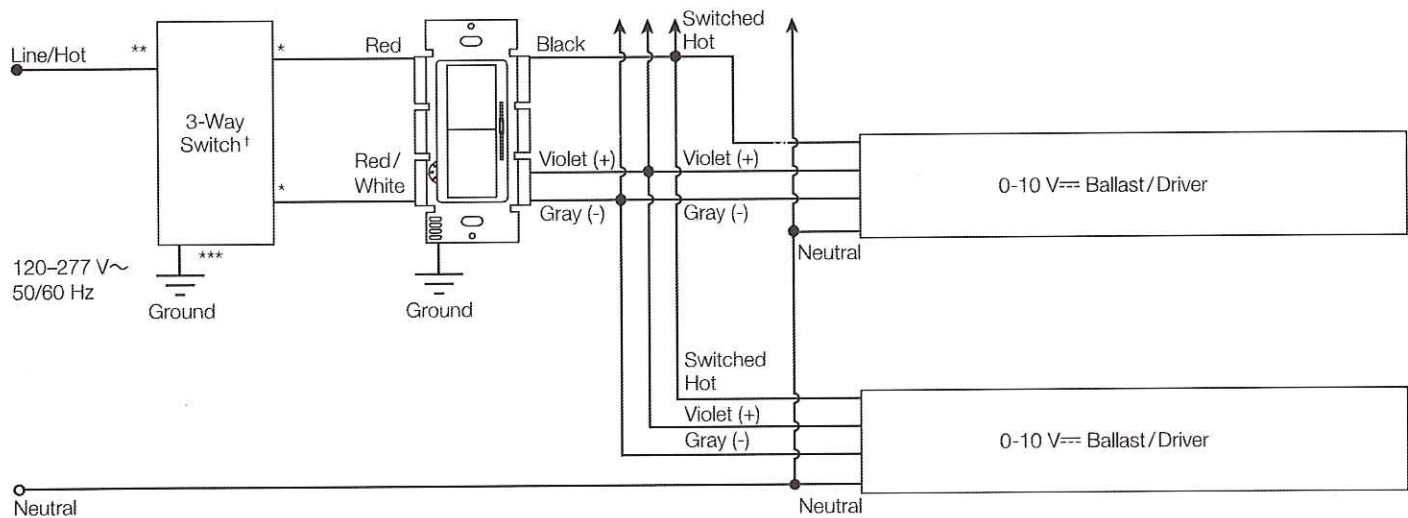 Line/Hot
**
*
3-Way
Switch†
*
***
120–277 V~
50/60 Hz
Ground
Red
Red/
White
Ground
Black
Violet (+)
Gray (-)
Switched
Hot
Violet (+)
Gray (-)
Neutral
0-10 V⎓ Ballast/Driver
Switched
Hot
Violet (+)
Gray (-)
Neutral
0-10 V⎓ Ballast/Driver
Neutral